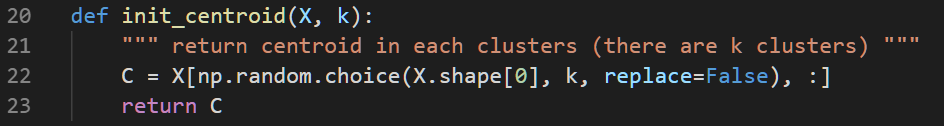 20 def init_centroid(X, k):
21 """ return centroid in each clusters (there are k clusters) """
22 C = X[np.random.choice(X.shape[0], k, replace=False), :]
23 return C